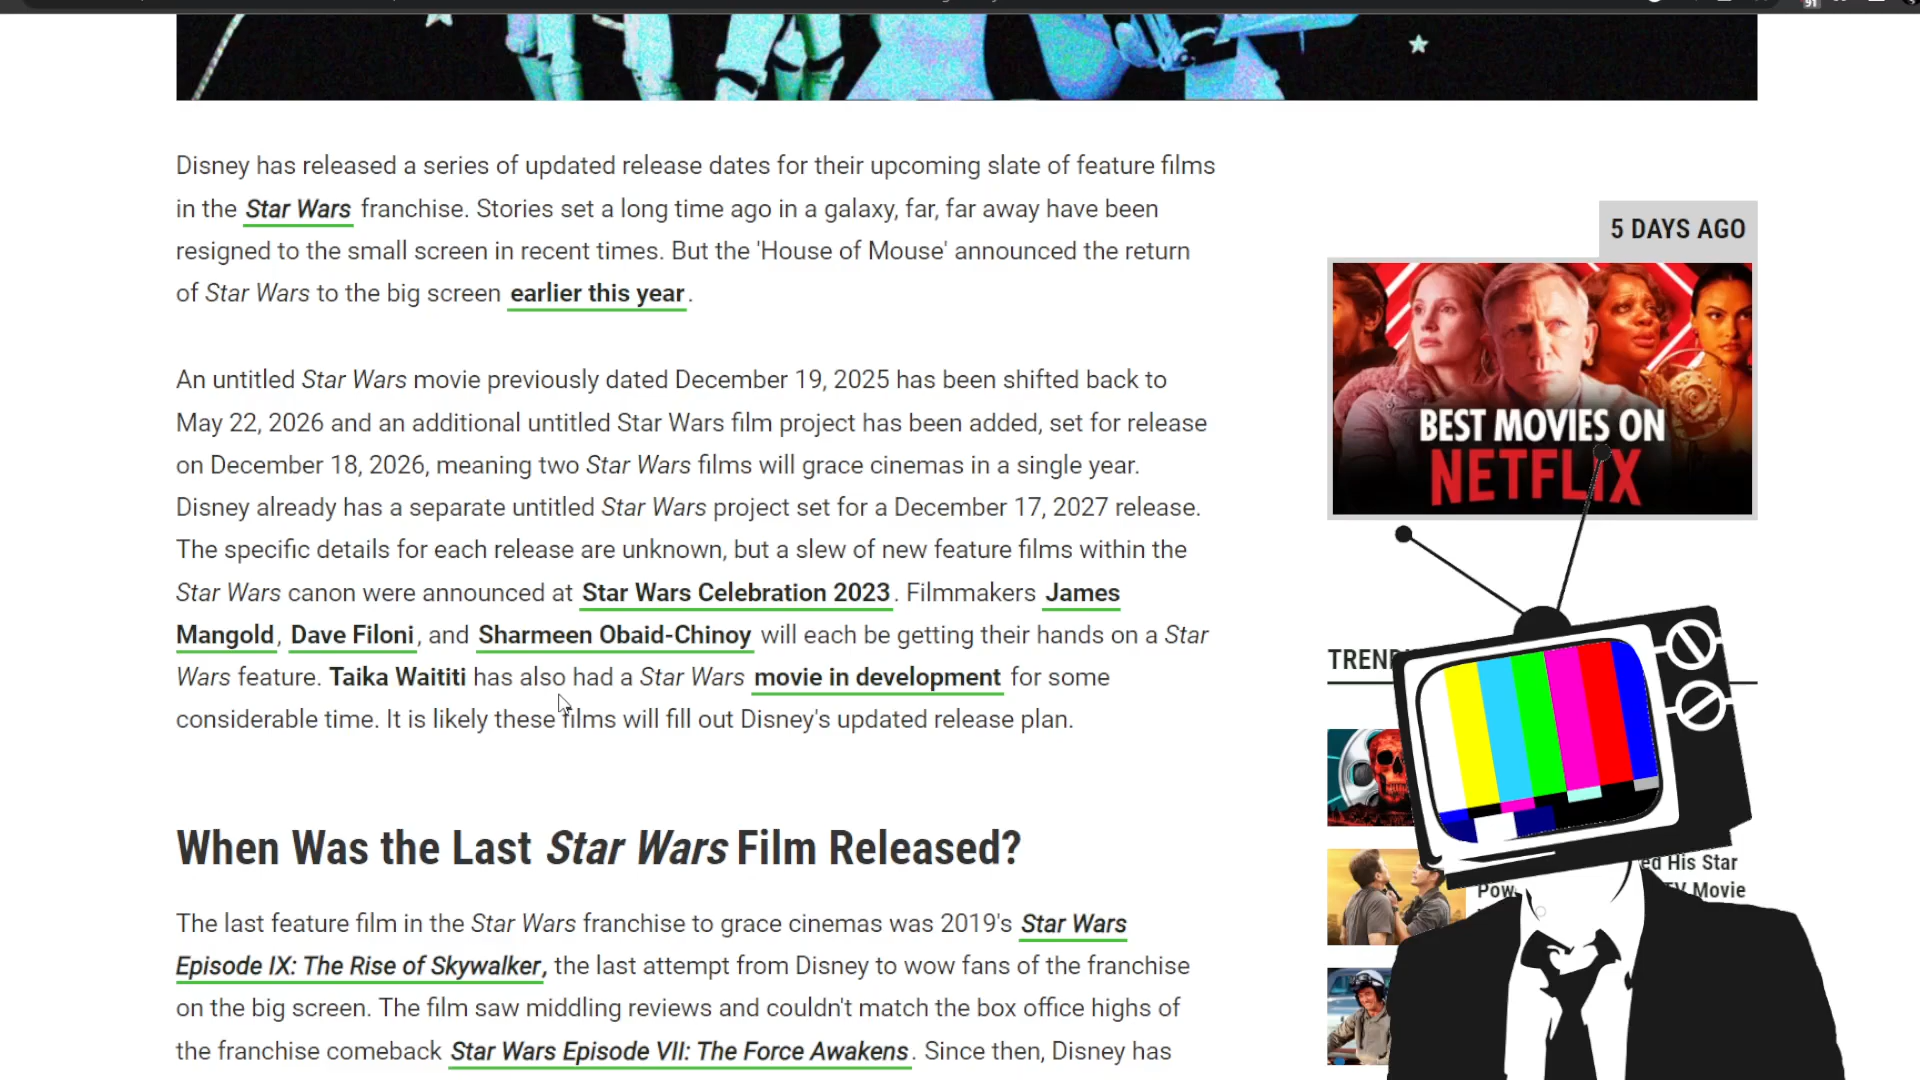 91
Disney has released a series of updated release dates for their upcoming slate of feature films
in the Star Wars franchise. Stories set a long time ago in a galaxy, far, far away have been
resigned to the small screen in recent times. But the 'House of Mouse' announced the return
of Star Wars to the big screen earlier this year.
An untitled Star Wars movie previously dated December 19, 2025 has been shifted back to
May 22, 2026 and an additional untitled Star Wars film project has been added, set for release
on December 18, 2026, meaning two Star Wars films will grace cinemas in a single year.
Disney already has a separate untitled Star Wars project set for a December 17, 2027 release.
The specific details for each release are unknown, but a slew of new feature films within the
Star Wars canon were announced at Star Wars Celebration 2023. Filmmakers James
Mangold, Dave Filoni, and Sharmeen Obaid-Chinoy will each be getting their hands on a Star
Wars feature. Taika Waititi has also had a Star Wars movie in development for some
considerable time. It is likely these films will fill out Disney's updated release plan.
When Was the Last Star Wars Film Released?
The last feature film in the Star Wars franchise to grace cinemas was 2019's Star Wars
Episode IX: The Rise of Skywalker, the last attempt from Disney to wow fans of the franchise
on the big screen. The film saw middling reviews and couldn't match the box office highs of
the franchise comeback Star Wars Episode VII: The Force Awakens. Since then, Disney has
5 DAYS AGO
BEST MOVIES ON
NETFLIX
His Star
TV Movie